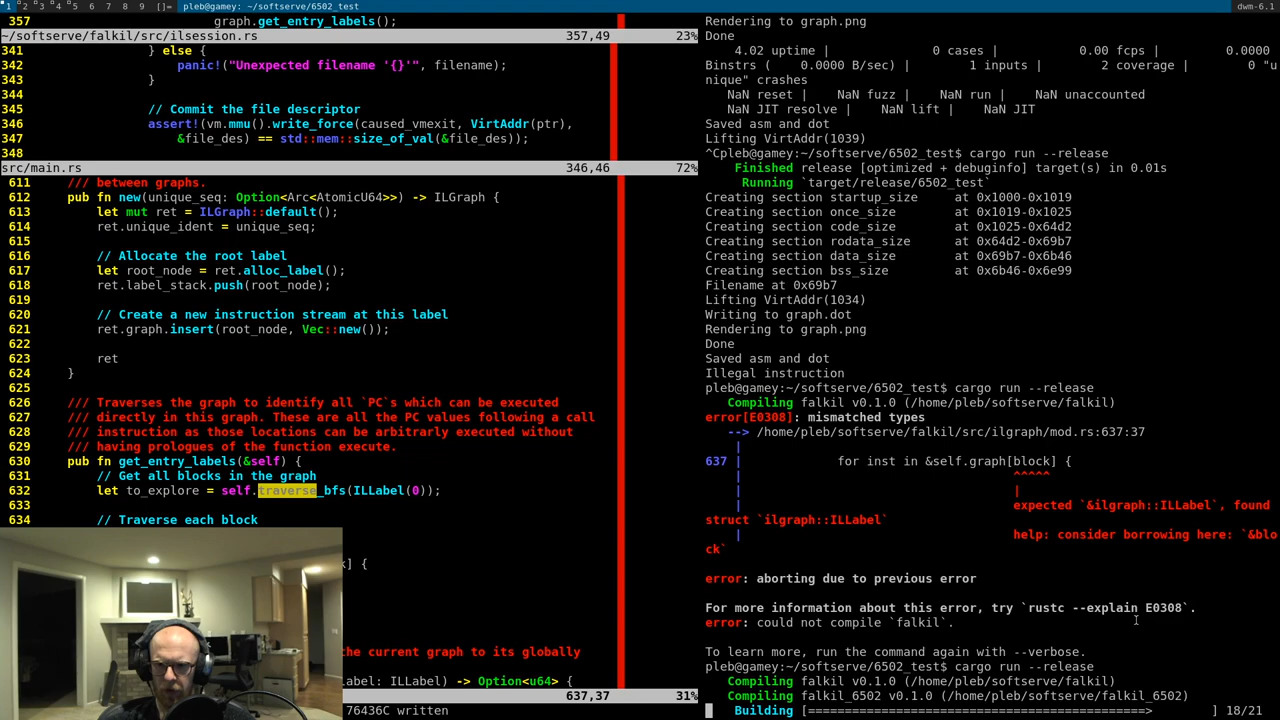 1 2 3 4 5 6 7 8 9 []= pleb@gamey: ~/softserve/6502_test dwm-6.1
357 graph.get_entry_labels();
~/softserve/falkil/src/ilsession.rs 357,49 23%
341 } else {
342 panic!("Unexpected filename '{}'", filename);
343 }
344
345 // Commit the file descriptor
346 assert!(vm.mmu().write_force(caused_vmexit, VirtAddr(ptr),
347 &file_des) == std::mem::size_of_val(&file_des));
348
src/main.rs 346,46 72%
611 /// between graphs.
612 pub fn new(unique_seq: Option<Arc<AtomicU64>>) -> ILGraph {
613 let mut ret = ILGraph::default();
614 ret.unique_ident = unique_seq;
615
616 // Allocate the root label
617 let root_node = ret.alloc_label();
618 ret.label_stack.push(root_node);
619
620 // Create a new instruction stream at this label
621 ret.graph.insert(root_node, Vec::new());
622
623 ret
624 }
625
626 /// Traverses the graph to identify all `PC`'s which can be executed
627 /// directly in this graph. These are all the PC values following a call
628 /// instruction as those locations can be arbitrarly executed without
629 /// having prologues of the function execute.
630 pub fn get_entry_labels(&self) {
631 // Get all blocks in the graph
632 let to_explore = self.traverse_bfs(ILLabel(0));
633
634 // Traverse each block
k] {
the current graph to its globally
label: ILLabel) -> Option<u64> {
637,37 31%
76436C written
Rendering to graph.png
Done
4.02 uptime | 0 cases | 0.00 fcps | 0.0000
Binstrs ( 0.0000 B/sec) | 1 inputs | 2 coverage | 0 "u
nique" crashes
NaN reset | NaN fuzz | NaN run | NaN unaccounted
NaN JIT resolve | NaN lift | NaN JIT
Saved asm and dot
Lifting VirtAddr(1039)
^Cpleb@gamey:~/softserve/6502_test$ cargo run --release
Finished release [optimized + debuginfo] target(s) in 0.01s
Running `target/release/6502_test`
Creating section startup_size at 0x1000-0x1019
Creating section once_size at 0x1019-0x1025
Creating section code_size at 0x1025-0x64d2
Creating section rodata_size at 0x64d2-0x69b7
Creating section data_size at 0x69b7-0x6b46
Creating section bss_size at 0x6b46-0x6e99
Filename at 0x69b7
Lifting VirtAddr(1034)
Writing to graph.dot
Rendering to graph.png
Done
Saved asm and dot
Illegal instruction
pleb@gamey:~/softserve/6502_test$ cargo run --release
Compiling falkil v0.1.0 (/home/pleb/softserve/falkil)
error[E0308]: mismatched types
--> /home/pleb/softserve/falkil/src/ilgraph/mod.rs:637:37
|
637 | for inst in &self.graph[block] {
| ^^^^^
| |
| expected `&ilgraph::ILLabel`, found
struct `ilgraph::ILLabel`
| help: consider borrowing here: `&blo
ck`
error: aborting due to previous error
For more information about this error, try `rustc --explain E0308`.
error: could not compile `falkil`.
To learn more, run the command again with --verbose.
pleb@gamey:~/softserve/6502_test$ cargo run --release
Compiling falkil v0.1.0 (/home/pleb/softserve/falkil)
Compiling falkil_6502 v0.1.0 (/home/pleb/softserve/falkil_6502)
Building [===================================================> ] 18/21